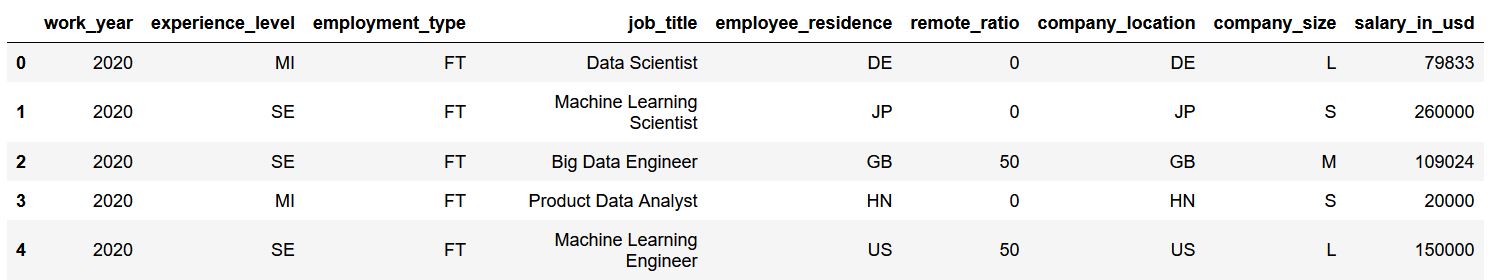 work_year experience_level employment_type job_title employee_residence remote_ratio company_location company_size salary_in_usd
0 2020 MI FT Data Scientist DE 0 DE L 79833
1 2020 SE FT Machine Learning Scientist JP 0 JP S 260000
2 2020 SE FT Big Data Engineer GB 50 GB M 109024
3 2020 MI FT Product Data Analyst HN 0 HN S 20000
4 2020 SE FT Machine Learning Engineer US 50 US L 150000